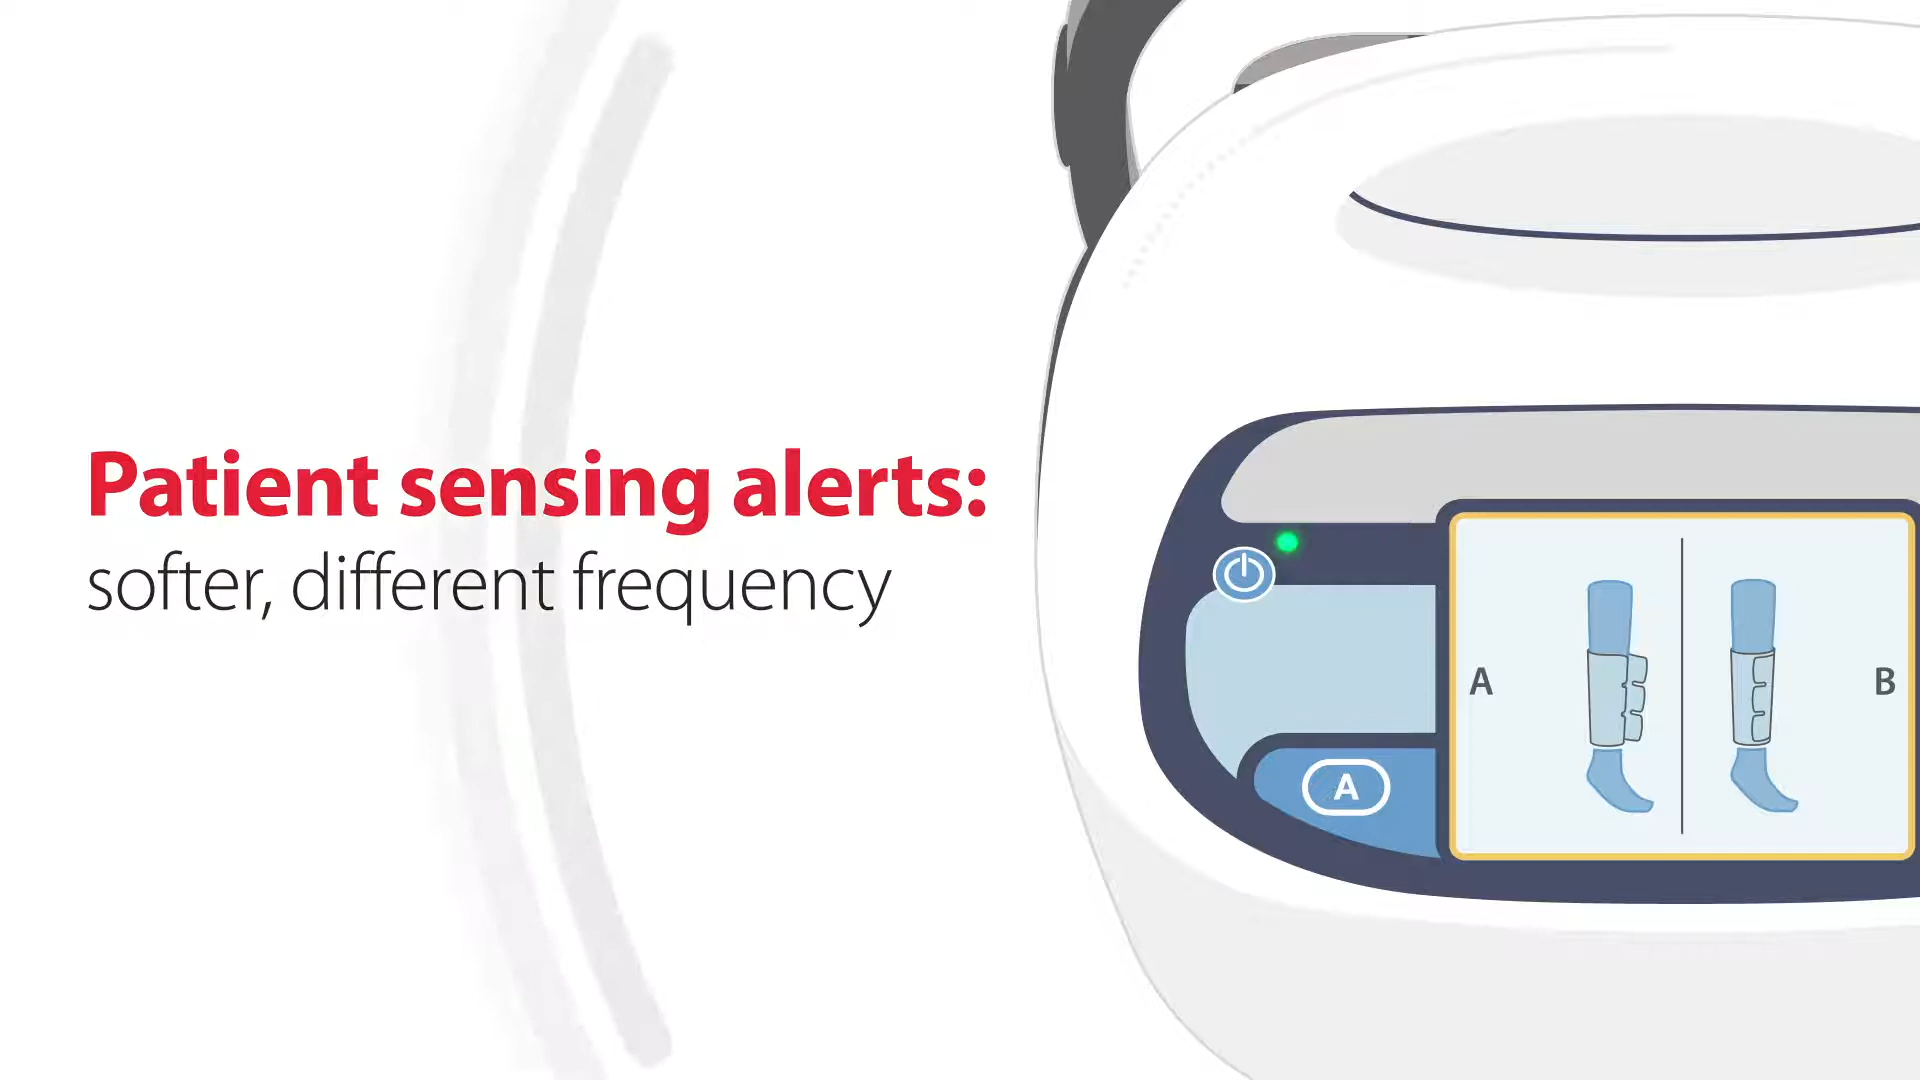 Patient sensing alerts:
softer, different frequency
A
B
A